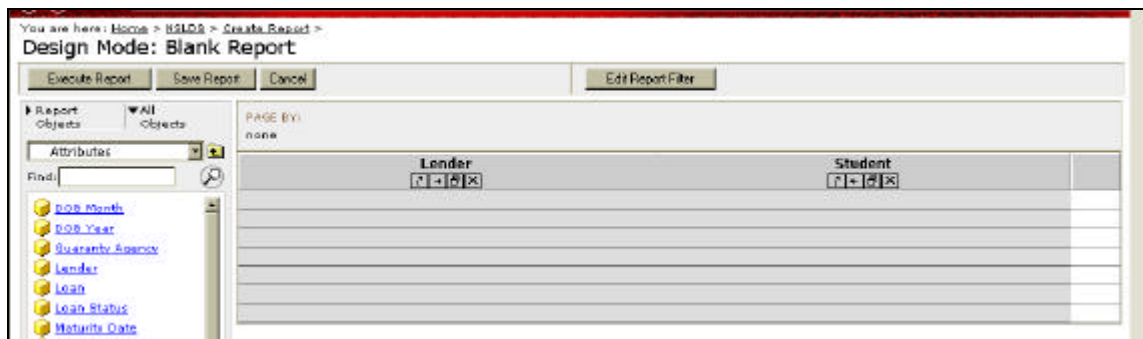 You are here: Home > NSLDS > Create Report >
Design Mode: Blank Report
Execute Report Save Report Cancel Edit Report Filter
Report Objects All Objects
PAGE BY:
none
Attributes
Find:
Lender Student
DOB Month
DOB Year
Guaranty Agency
Lender
Loan
Loan Status
Maturity Date